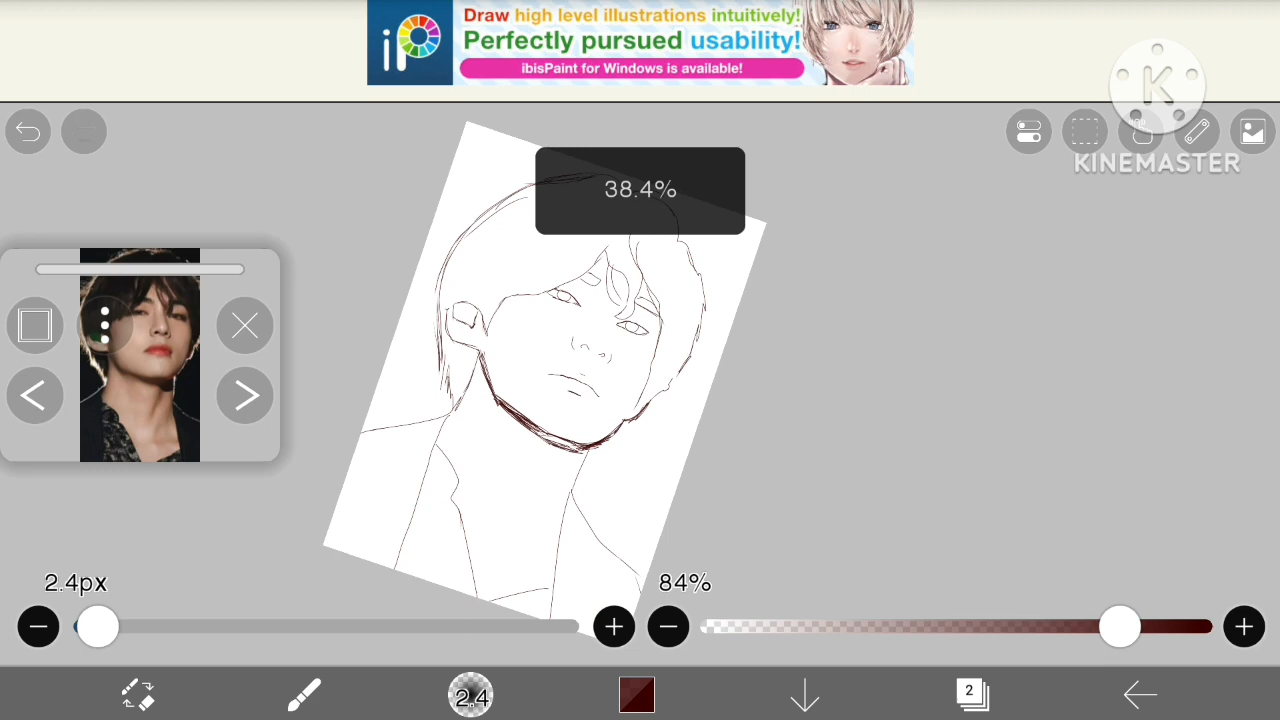 Draw high level illustrations intuitively!
iP Perfectly pursued usability!
ibisPaint for Windows is available!
K
KINEMASTER
38.4%
2.4px
84%
2.4
2